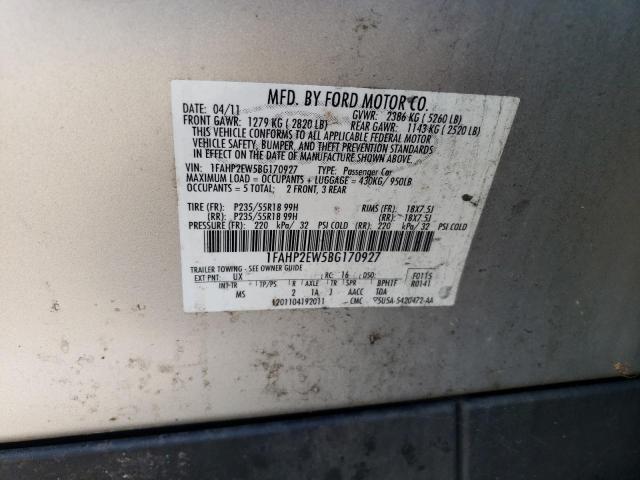 MFD. BY FORD MOTOR CO.
DATE: 04/11 GVWR: 2386 KG ( 5260 LB)
FRONT GAWR: 1279 KG ( 2820 LB) REAR GAWR: 1143 KG ( 2520 LB)
THIS VEHICLE CONFORMS TO ALL APPLICABLE FEDERAL MOTOR
VEHICLE SAFETY, BUMPER, AND THEFT PREVENTION STANDARDS
IN EFFECT ON THE DATE OF MANUFACTURE SHOWN ABOVE.
VIN: 1FAHP2EW5BG170927 TYPE: Passenger Car
MAXIMUM LOAD = OCCUPANTS + LUGGAGE = 430KG/ 950LB
OCCUPANTS = 5 TOTAL; 2 FRONT, 3 REAR
TIRE (FR): P235/55R18 99H RIMS (FR): 18X7.5J
(RR): P235/55R18 99H (RR): 18X7.5J
PRESSURE (FR): 220 kPa/ 32 PSI COLD (RR): 220 kPa/ 32 PSI COLD
1FAHP2EW5BG170927
TRAILER TOWING - SEE OWNER GUIDE
EXT PNT: UX RC: 16 DSO: F0115
INT TR TP/PS R AXLE TR SPR BPHTF R0141
MS 2 1A J AACC TOA
1201104192011 CMC 5U5A-5420472-AA